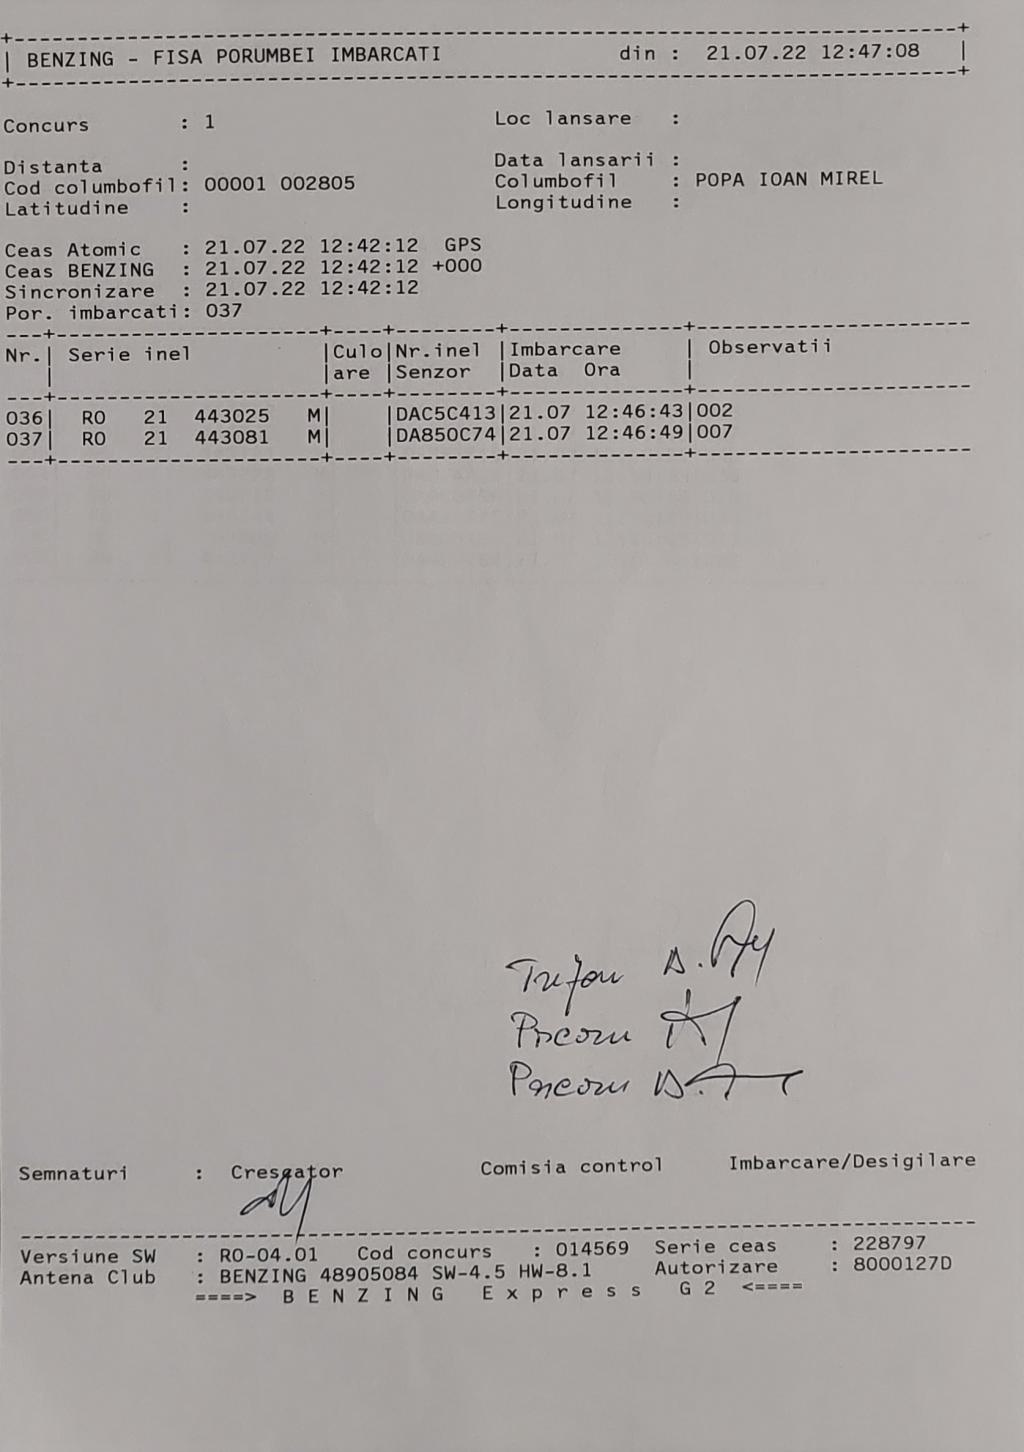 BENZING - FISA PORUMBEI IMBARCATI din : 21.07.22 12:47:08
Concurs : 1 Loc lansare :
Distanta : Data lansarii :
Cod columbofil: 00001 002805 Columbofil : POPA IOAN MIREL
Latitudine : Longitudine :
Ceas Atomic : 21.07.22 12:42:12 GPS
Ceas BENZING : 21.07.22 12:42:12 +000
Sincronizare : 21.07.22 12:42:12
Por. imbarcati: 037
Nr.| Serie inel |Culo|Nr.inel |Imbarcare | Observatii
| |are |Senzor |Data Ora |
036| RO 21 443025 M| |DAC5C413|21.07 12:46:43|002
037| RO 21 443081 M| |DA850C74|21.07 12:46:49|007
Trifon A.
Semnaturi : Crescator Comisia control Imbarcare/Desigilare
Versiune SW : RO-04.01 Cod concurs : 014569 Serie ceas : 228797
Antena Club : BENZING 48905084 SW-4.5 HW-8.1 Autorizare : 8000127D
====> B E N Z I N G E x p r e s s G 2 <====